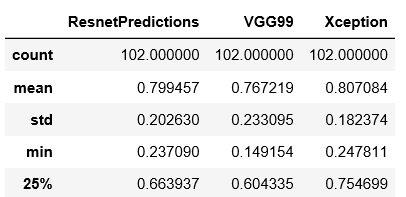 ResnetPredictions VGG99 Xception
count 102.000000 102.000000 102.000000
mean 0.799457 0.767219 0.807084
std 0.202630 0.233095 0.182374
min 0.237090 0.149154 0.247811
25% 0.663937 0.604335 0.754699